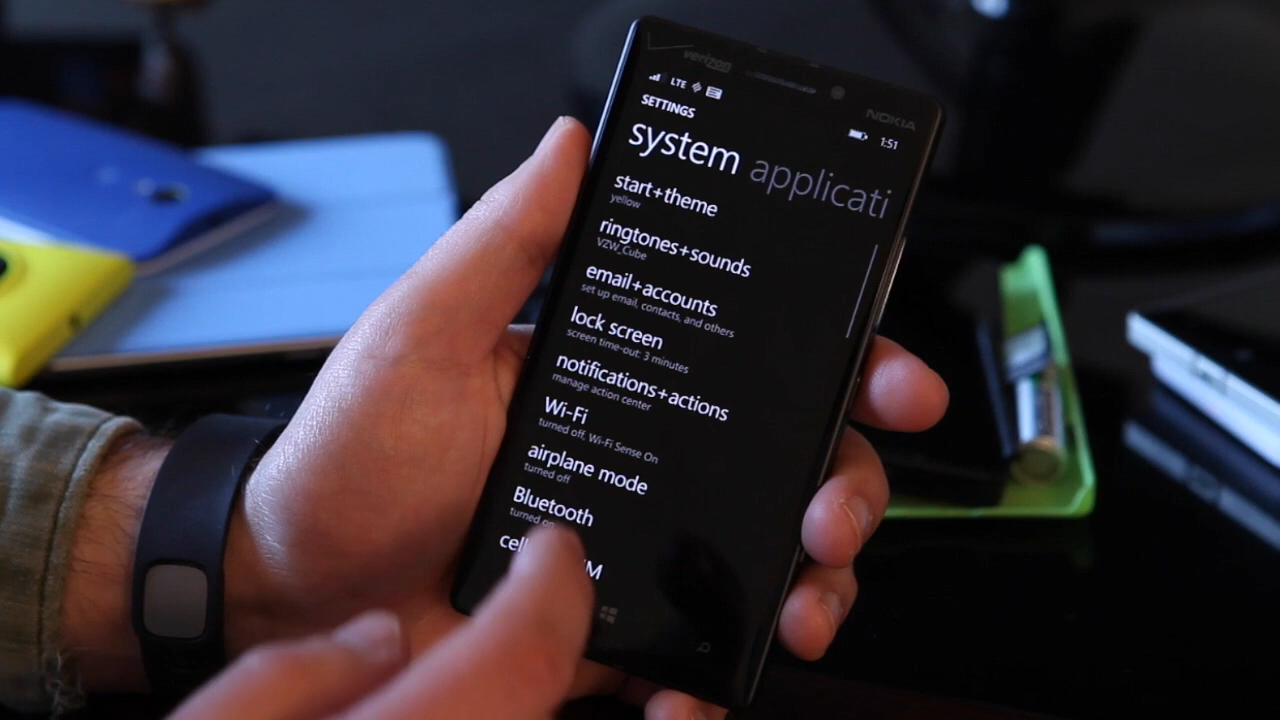 verizon
NOKIA
LTE
1:51
SETTINGS
system applicati
start+theme
yellow
ringtones+sounds
VZW_Cube
email+accounts
set up email, contacts, and others
lock screen
screen time-out: 3 minutes
notifications+actions
manage action center
Wi-Fi
turned off, Wi-Fi Sense On
airplane mode
turned off
Bluetooth
turned